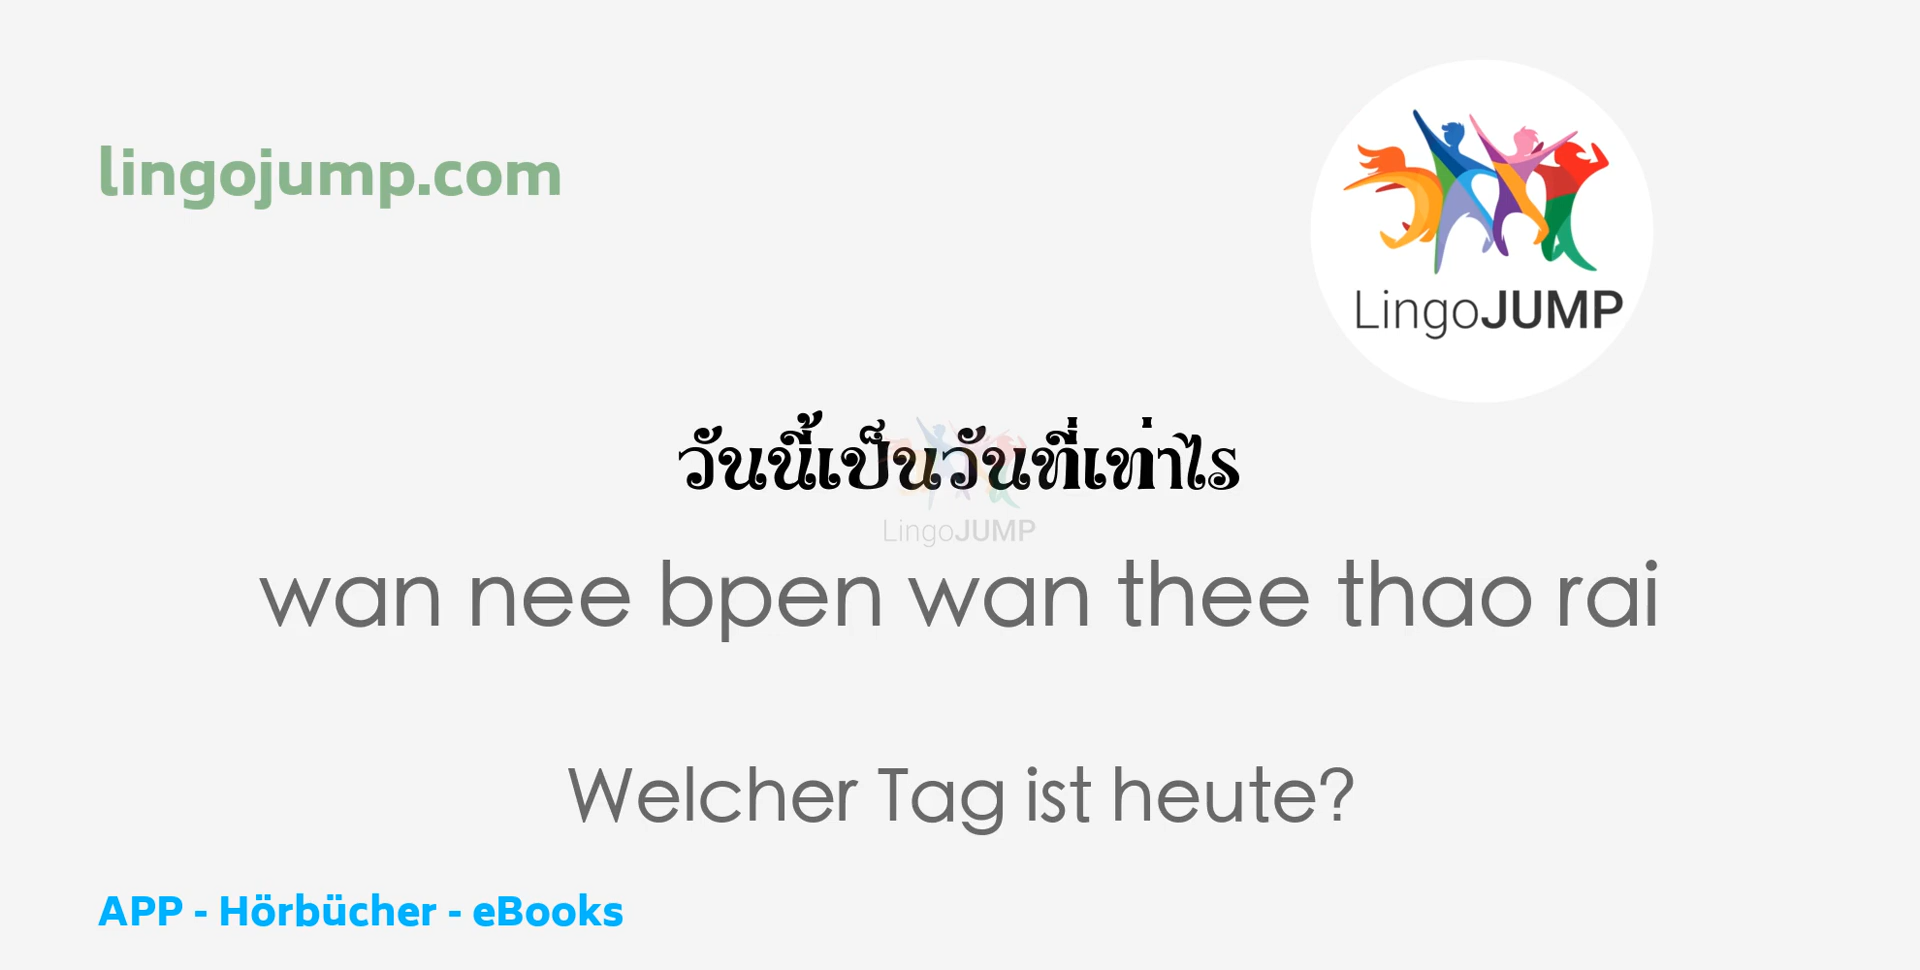 lingojump.com
LingoJUMP
วันนี้เป็นวันที่เท่าไร
LingoJUMP
wan nee bpen wan thee thao rai
Welcher Tag ist heute?
APP - Hörbücher - eBooks